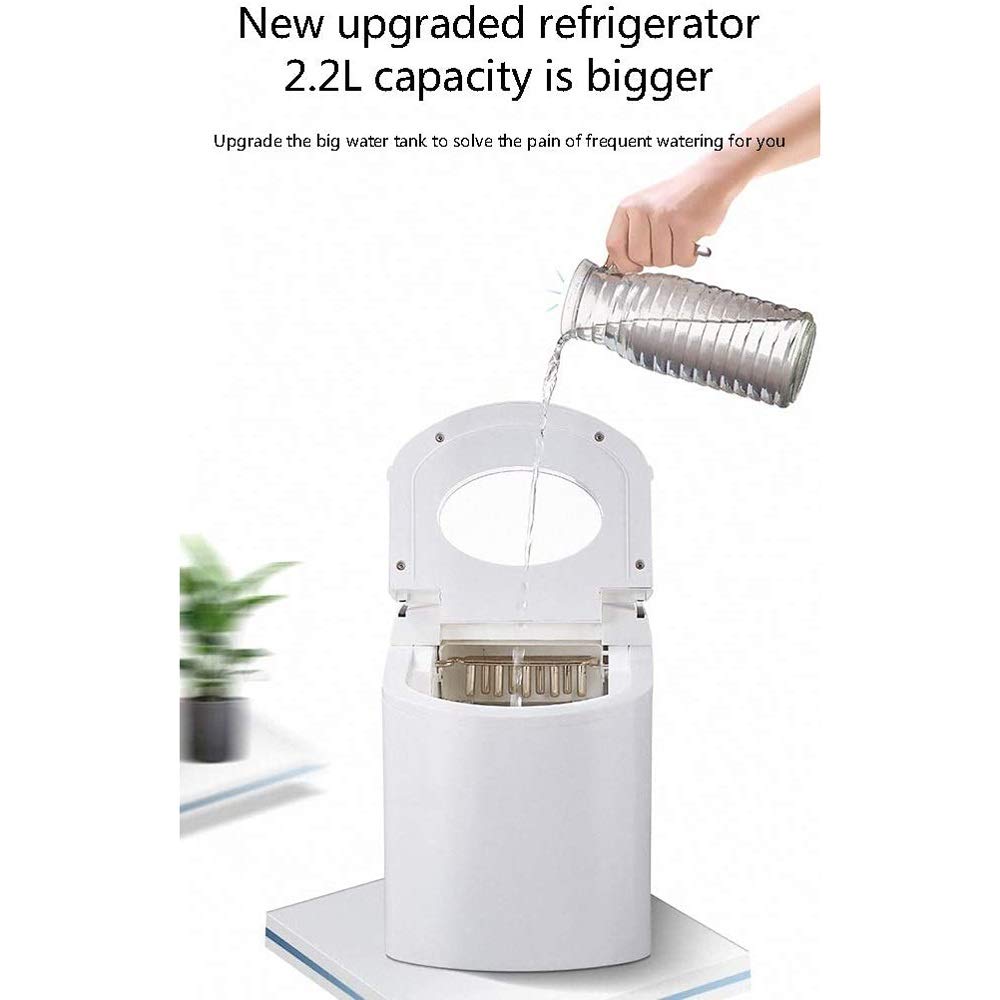 New upgraded refrigerator
2.2L capacity is bigger
Upgrade the big water tank to solve the pain of frequent watering for you